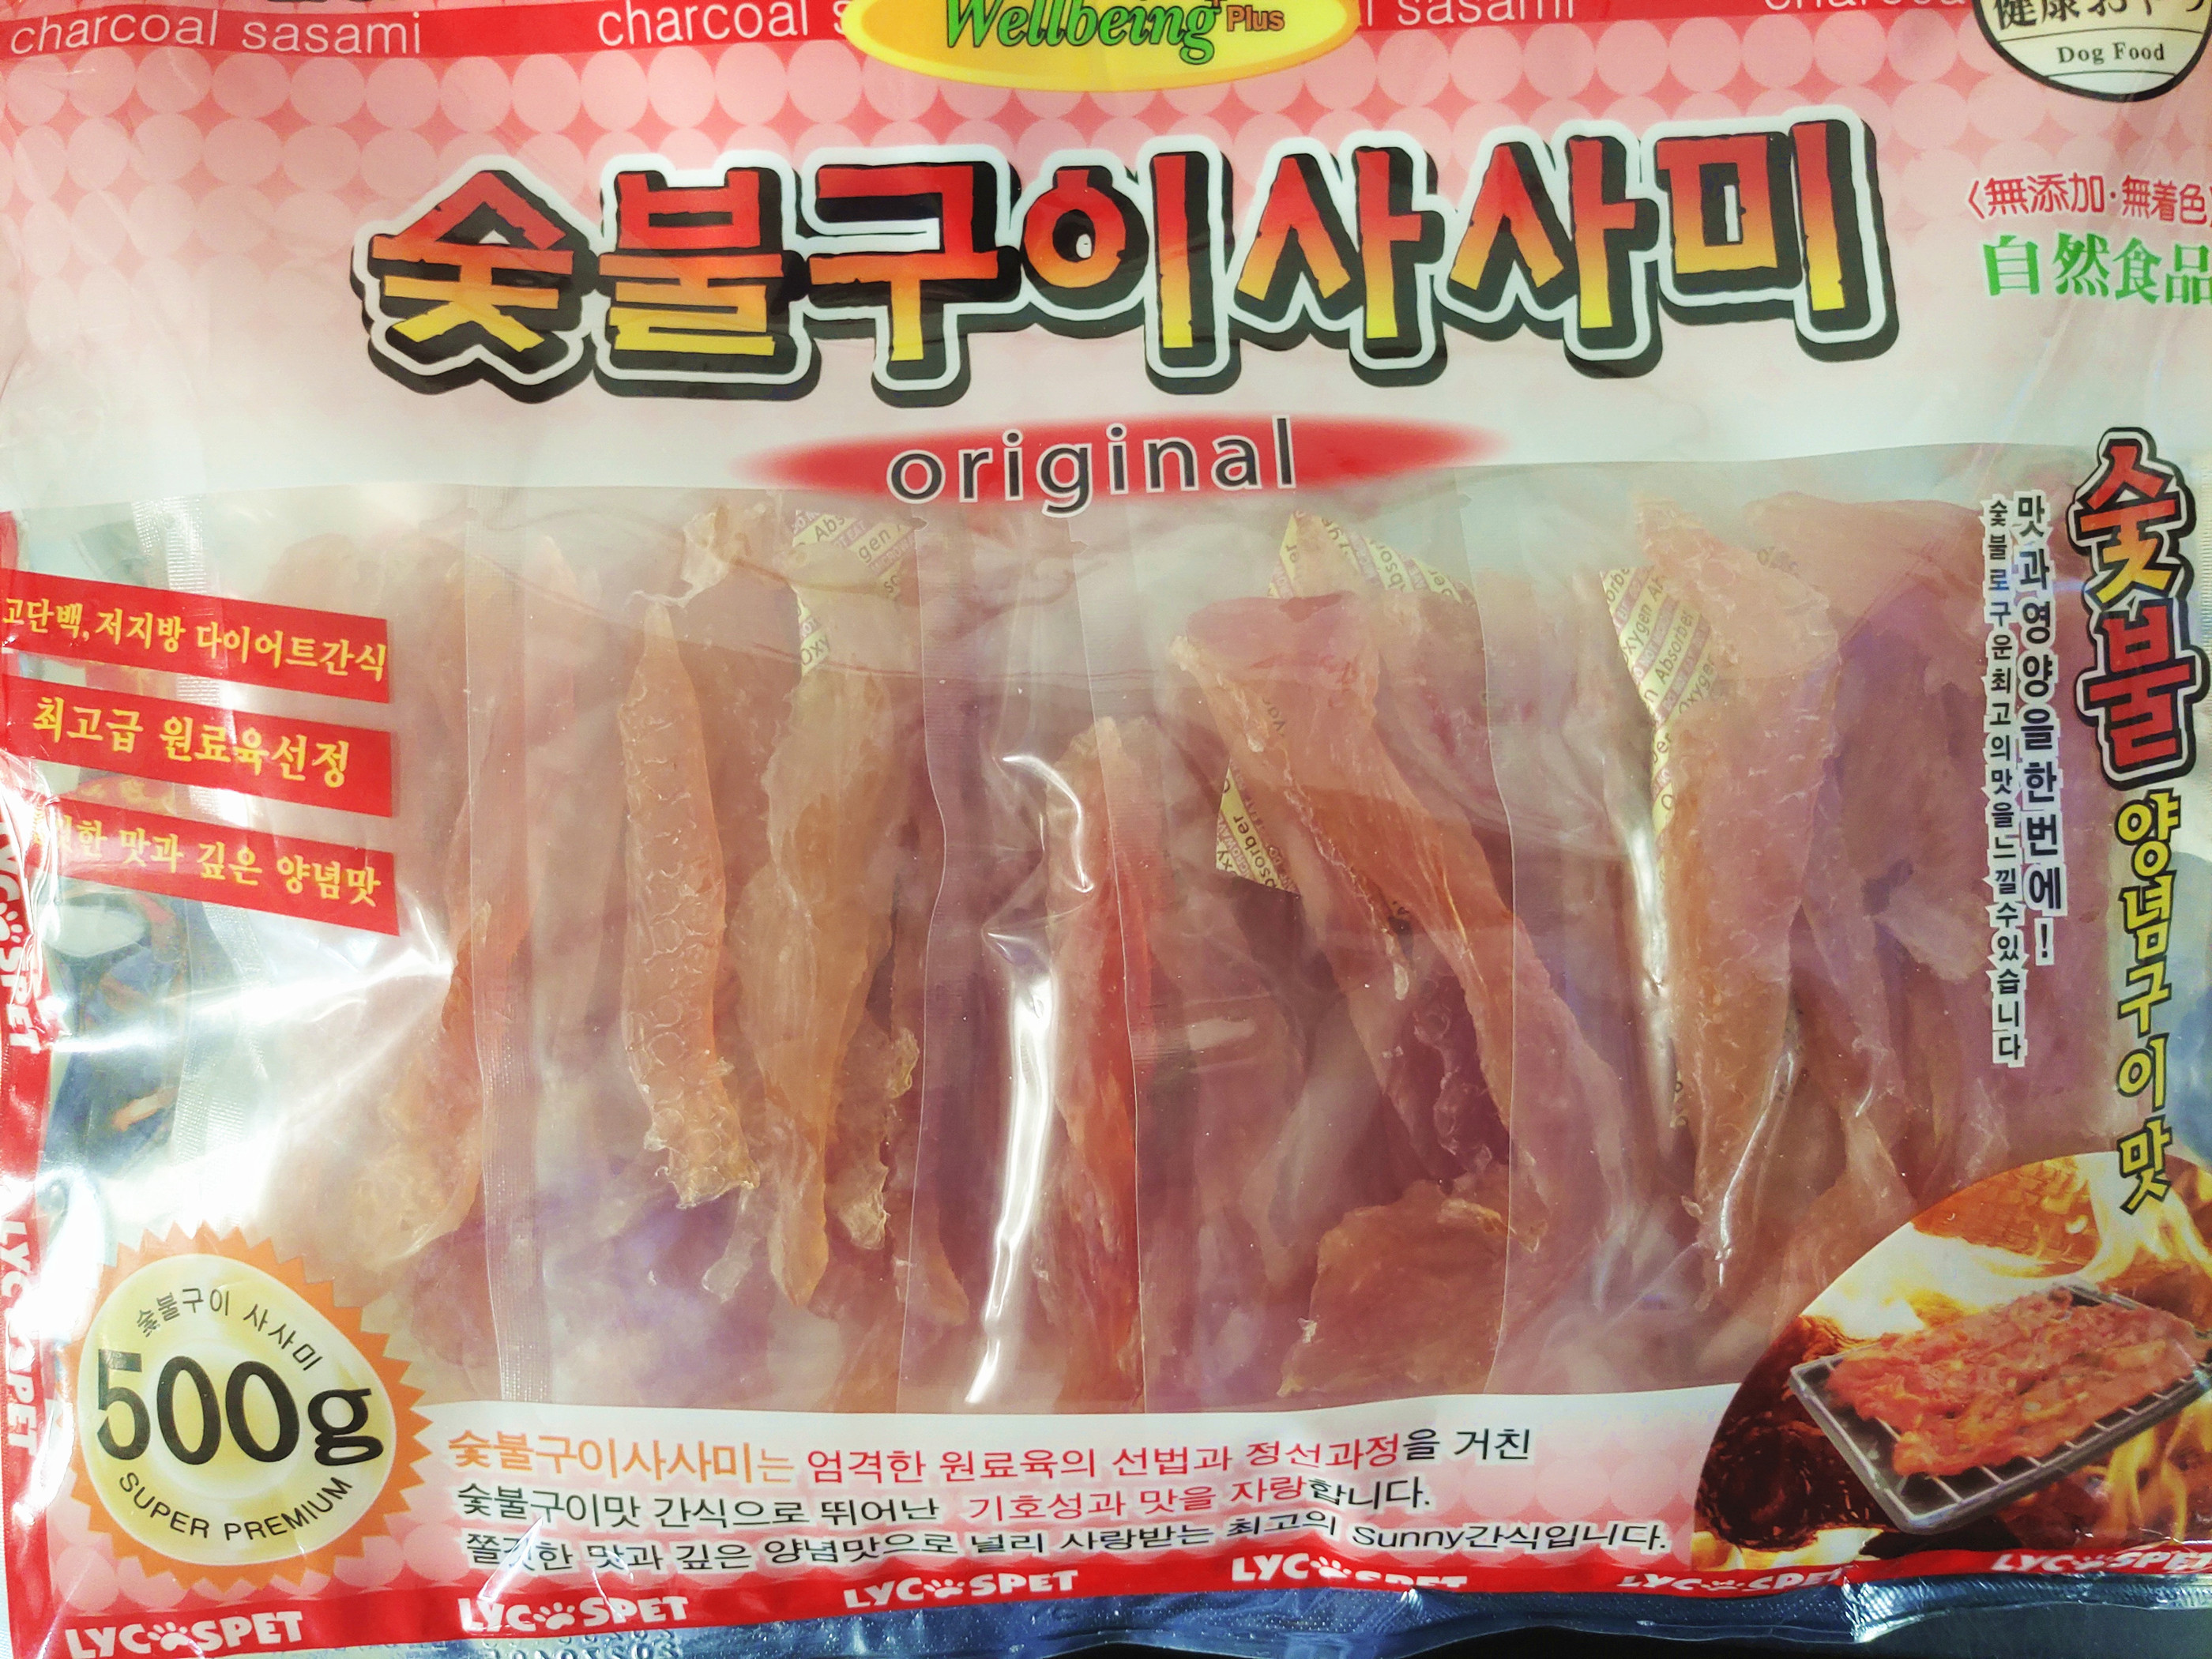 charcoal sasami
charcoal
Wellbeing Plus
sasami
健康おやつ
Dog Food
숯불구이사사미
〈無添加·無着色
自然食品
original
숯불
양념구이맛
맛과영양을한번에!
숯불로구운최고의맛을느낄수있습니다
고단백, 저지방 다이어트간식
최고급 원료육선정
맛과 깊은 양념맛
숯불구이 사사미
500g
SUPER PREMIUM
숯불구이사사미는 엄격한 원료육의 선법과 정선과정을 거친
숯불구이맛 간식으로 뛰어난 기호성과 맛을 자랑합니다.
맛과 깊은 양념맛으로 널리 사랑받는 최고의 Sunny간식입니다.
LYCOSPET
LYCOSPET LYCOSPET LYCOSPET LYCOSPET LYCOSPET LYCOSPET